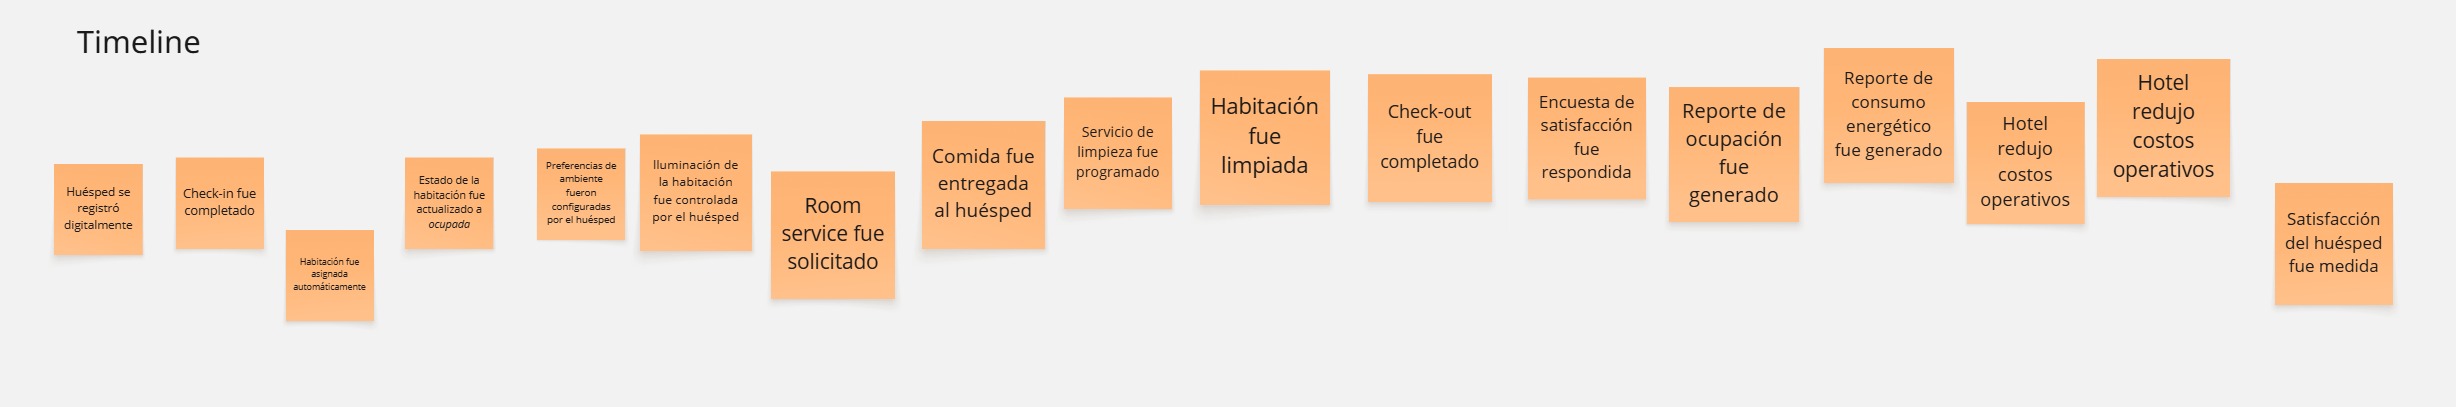 Timeline
Huésped se
registró
digitalmente
Check-in fue
completado
Habitación fue
asignada
automáticamente
Estado de la
habitación fue
actualizado a
ocupada
Preferencias de
ambiente
fueron
configuradas
por el huésped
Iluminación de
la habitación
fue controlada
por el huésped
Room
service fue
solicitado
Comida fue
entregada
al huésped
Servicio de
limpieza fue
programado
Habitación
fue
limpiada
Check-out
fue
completado
Encuesta de
satisfacción
fue
respondida
Reporte de
ocupación
fue
generado
Reporte de
consumo
energético
fue generado
Hotel
redujo
costos
operativos
Hotel
redujo
costos
operativos
Satisfacción
del huésped
fue medida